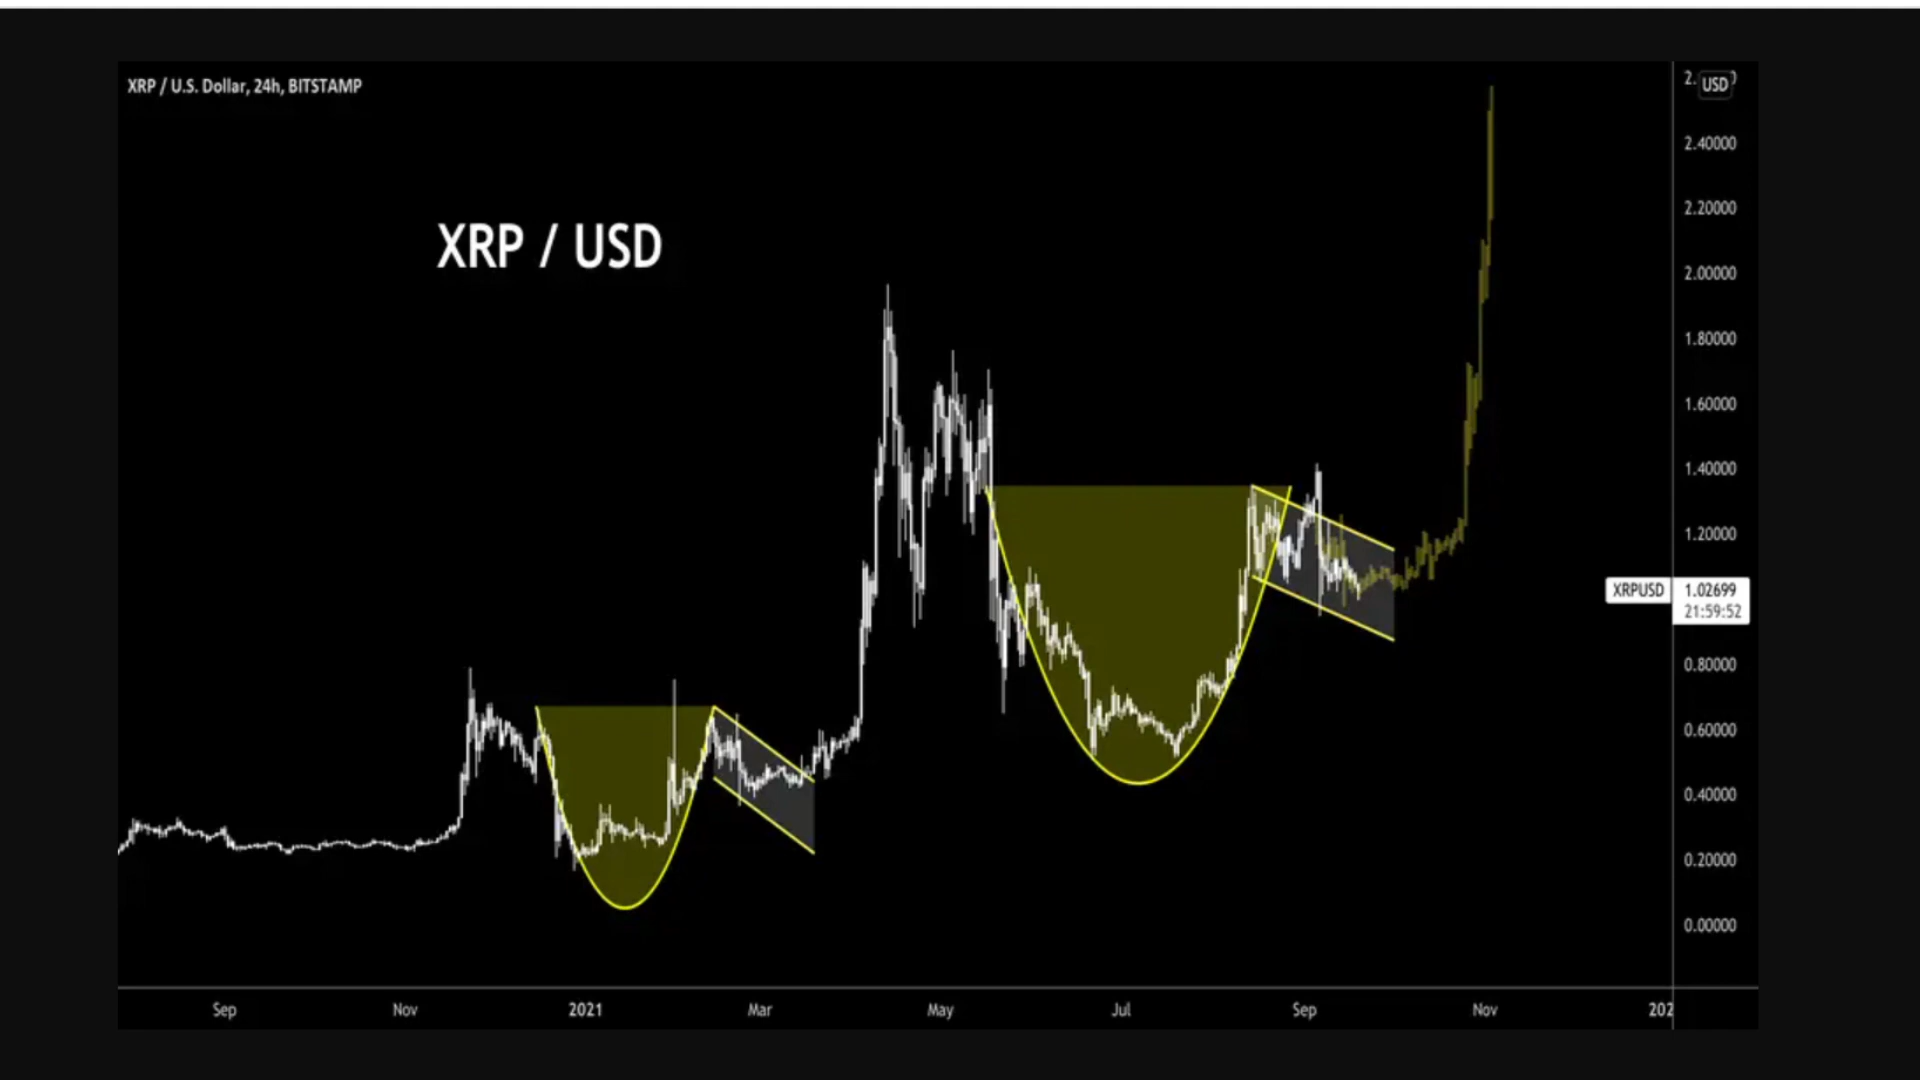 XRP / U.S. Dollar, 24h, BITSTAMP
USD
XRP / USD
2.40000
2.20000
2.00000
1.80000
1.60000
1.40000
1.20000
XRPUSD 1.02699
21:59:52
0.80000
0.60000
0.40000
0.20000
0.00000
Sep Nov 2021 Mar May Jul Sep Nov